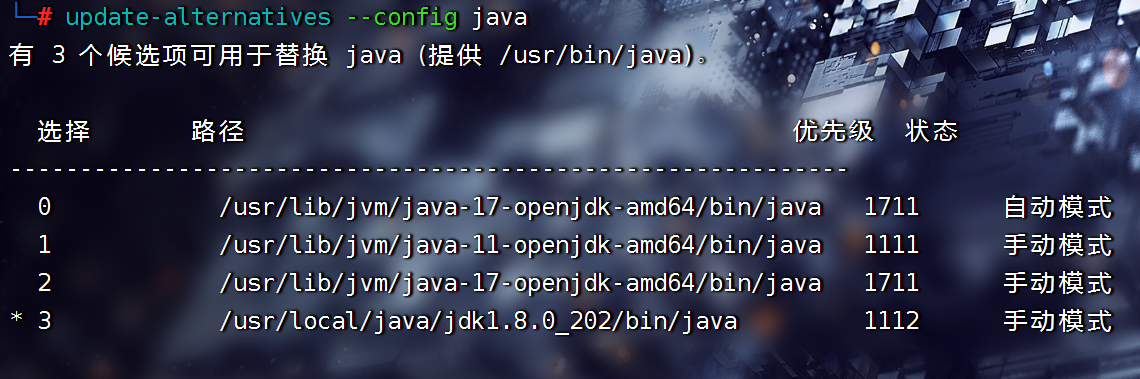 └─# update-alternatives --config java
有 3 个候选项可用于替换 java (提供 /usr/bin/java)。
选择 路径 优先级 状态
------------------------------------------------------------
0 /usr/lib/jvm/java-17-openjdk-amd64/bin/java 1711 自动模式
1 /usr/lib/jvm/java-11-openjdk-amd64/bin/java 1111 手动模式
2 /usr/lib/jvm/java-17-openjdk-amd64/bin/java 1711 手动模式
* 3 /usr/local/java/jdk1.8.0_202/bin/java 1112 手动模式